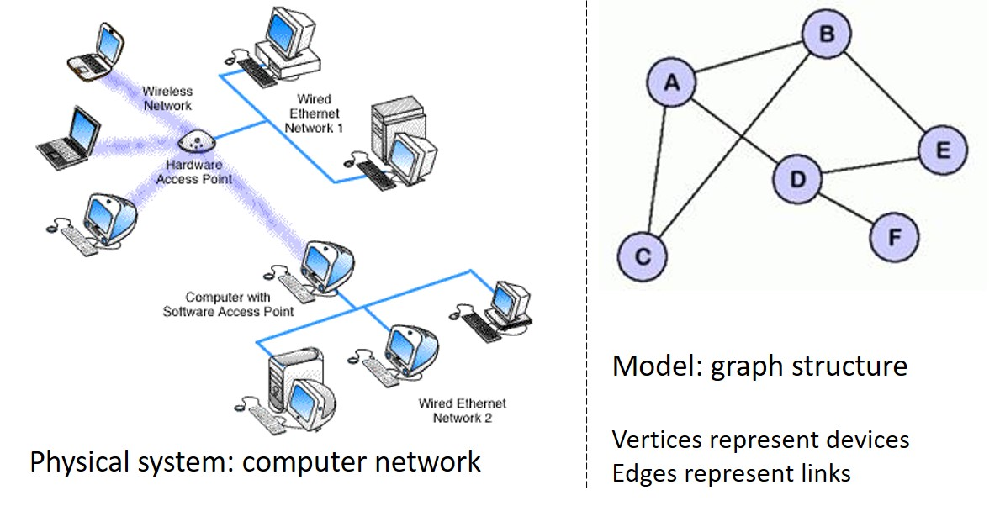 Wireless
Network
Wired
Ethernet
Network 1
Hardware
Access Point
Computer with
Software Access Point
Wired Ethernet
Network 2
Physical system: computer network
B
A
E
D
F
C
Model: graph structure
Vertices represent devices
Edges represent links